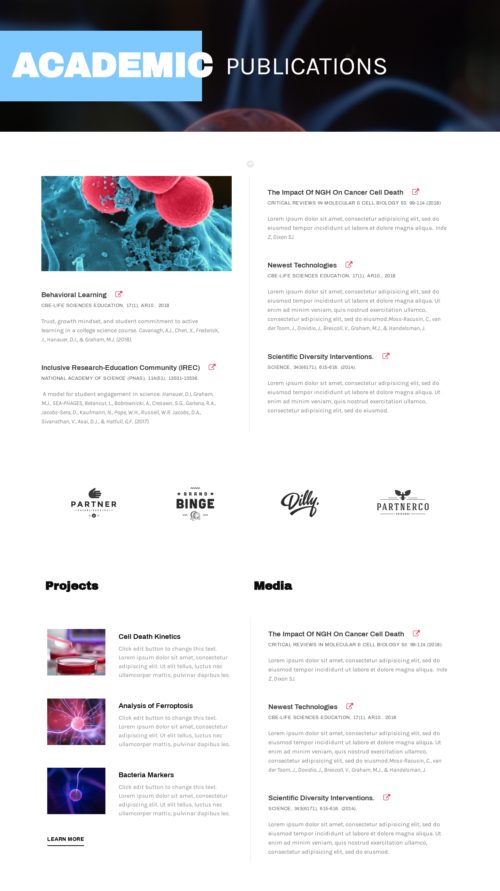 ACADEMIC PUBLICATIONS
Behavioral Learning
CBE-LIFE SCIENCES EDUCATION, 17(1), AR10, 2018
Trust, growth mindset, and student commitment to active
learning in a college science course. Cavanagh, A.J., Chen, X., Frederick,
J., Hanauer, D.I., & Graham, M.J. (2018).
Inclusive Research-Education Community (IREC)
NATIONAL ACADEMY OF SCIENCE (PNAS), 114(51), 13531-13536
A model for student engagement in science. Hanauer, D.I, Graham,
M.J., SEA-PHAGES, Betancur, L., Bobrownicki, A., Cresawn, S.G., Garlena, R.A.,
Jacobs-Sera, D., Kaufmann, N., Pope, W.H., Russell, W.R. Jacobs, D.A.,
Sivanathan, V., Asai, D.J., & Hatfull, G.F. (2017)
The Impact Of NGH On Cancer Cell Death
CRITICAL REVIEWS IN MOLECULAR & CELL BIOLOGY 53: 99-114 (2018)
Lorem ipsum dolor sit amet, consectetur adipisicing elit, sed do
eiusmod tempor incididunt ut labore et dolore magna aliqua. Inde
Z, Dixon SJ.
Newest Technologies
CBE-LIFE SCIENCES EDUCATION, 17(1), AR10, 2018
Lorem ipsum dolor sit amet, consectetur adipisicing elit, sed do
eiusmod tempor incididunt ut labore et dolore magna aliqua. Ut
enim ad minim veniam, quis nostrud exercitation ullamco,
consectetur adipisicing elit, sed do eiusmod.Moss-Racusin, C., van
der Toorn, J., Dovidio, J., Brescoll, V., Graham, M.J., & Handelsman, J.
Scientific Diversity Interventions.
SCIENCE, 343(6171), 615-616. (2014).
Lorem ipsum dolor sit amet, consectetur adipisicing elit, sed do
eiusmod tempor incididunt ut labore et dolore magna aliqua. Ut
enim ad minim veniam, quis nostrud exercitation ullamco,
consectetur adipisicing elit, sed do eiusmod.
PARTNER
BRAND
BINGE
Dilly.
PARTNERCO
Projects
Cell Death Kinetics
Click edit button to change this text.
Lorem ipsum dolor sit amet, consectetur
adipiscing elit. Ut elit tellus, luctus nec
ullamcorper mattis, pulvinar dapibus leo.
Analysis of Ferroptosis
Click edit button to change this text.
Lorem ipsum dolor sit amet, consectetur
adipiscing elit. Ut elit tellus, luctus nec
ullamcorper mattis, pulvinar dapibus leo.
Bacteria Markers
Click edit button to change this text.
Lorem ipsum dolor sit amet, consectetur
adipiscing elit. Ut elit tellus, luctus nec
ullamcorper mattis, pulvinar dapibus leo.
LEARN MORE
Media
The Impact Of NGH On Cancer Cell Death
CRITICAL REVIEWS IN MOLECULAR & CELL BIOLOGY 53: 99-114 (2018)
Lorem ipsum dolor sit amet, consectetur adipisicing elit, sed do
eiusmod tempor incididunt ut labore et dolore magna aliqua. Inde
Z, Dixon SJ.
Newest Technologies
CBE-LIFE SCIENCES EDUCATION, 17(1), AR10, 2018
Lorem ipsum dolor sit amet, consectetur adipisicing elit, sed do
eiusmod tempor incididunt ut labore et dolore magna aliqua. Ut
enim ad minim veniam, quis nostrud exercitation ullamco,
consectetur adipisicing elit, sed do eiusmod.Moss-Racusin, C., van
der Toorn, J., Dovidio, J., Brescoll, V., Graham, M.J., & Handelsman, J.
Scientific Diversity Interventions.
SCIENCE, 343(6171), 615-616. (2014).
Lorem ipsum dolor sit amet, consectetur adipisicing elit, sed do
eiusmod tempor incididunt ut labore et dolore magna aliqua. Ut
enim ad minim veniam, quis nostrud exercitation ullamco,
consectetur adipisicing elit, sed do eiusmod.